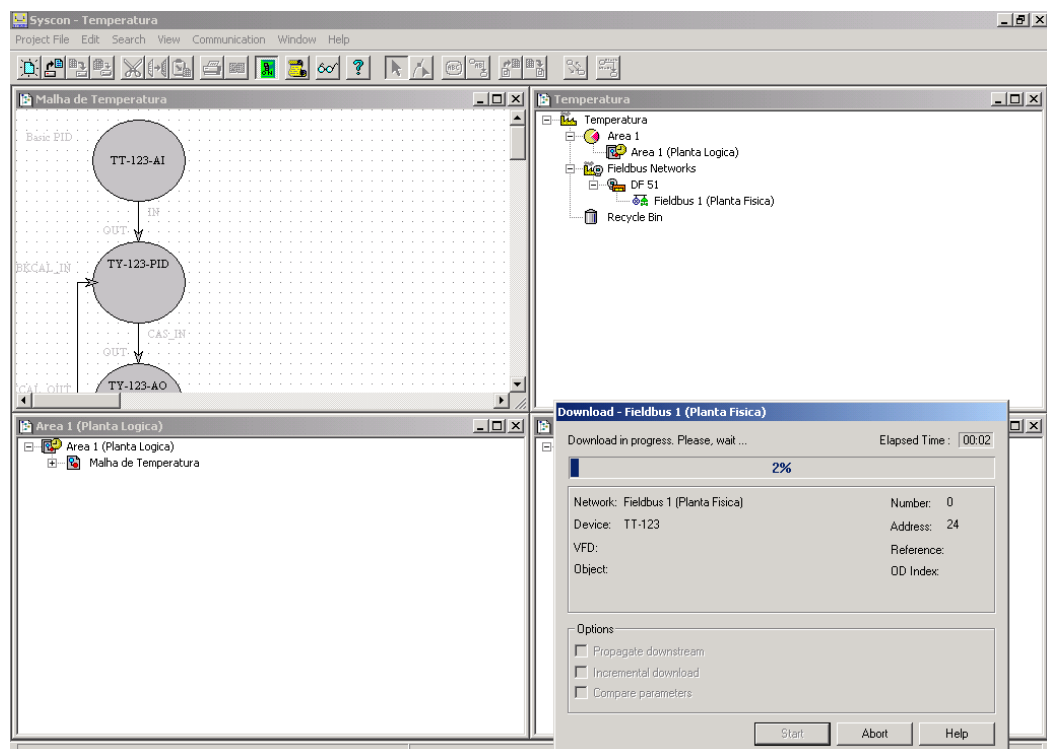 Syscon - Temperatura
Project File Edit Search View Communication Window Help
Malha de Temperatura
Basic PID
TT-123-AI
IN
OUT
BKCAL_IN
TY-123-PID
CAS_IN
OUT
CAL_OUT
TY-123-AO
Temperatura
Temperatura
Area 1
Area 1 (Planta Logica)
Fieldbus Networks
DF 51
Fieldbus 1 (Planta Fisica)
Recycle Bin
Area 1 (Planta Logica)
Area 1 (Planta Logica)
Malha de Temperatura
Download - Fieldbus 1 (Planta Fisica)
Download in progress. Please, wait ... Elapsed Time : 00:02
2%
Network: Fieldbus 1 (Planta Fisica) Number: 0
Device: TT-123 Address: 24
VFD: Reference:
Object: OD Index:
Options
Propagate downstream
Incremental download
Compare parameters
Start Abort Help